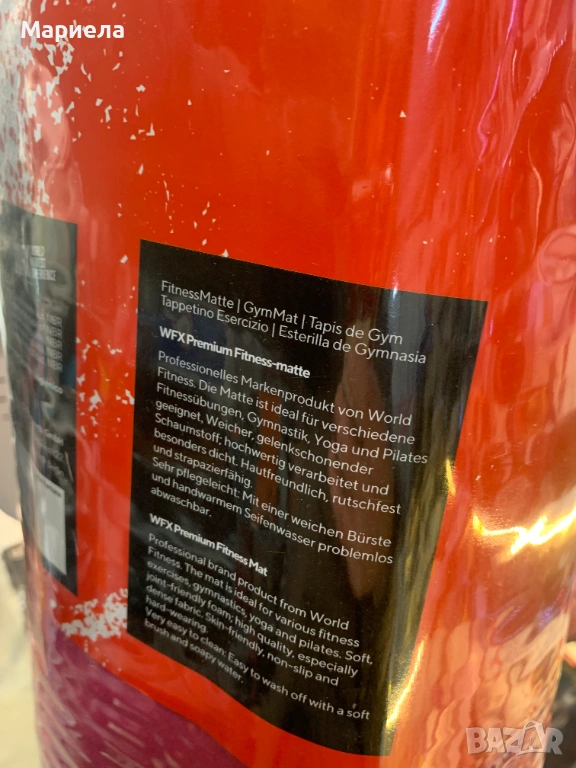 Мариела
FitnessMatte | GymMat | Tapis de Gym
Tappetino Esercizio | Esterilla de Gymnasia
WFX Premium Fitness-matte
Professionelles Markenprodukt von World
Fitness. Die Matte ist ideal für verschiedene
Fitnessübungen, Gymnastik, Yoga und Pilates
geeignet, Weicher, gelenkschonender
Schaumstoff; hochwertig verarbeitet und
besonders dicht. Hautfreundlich, rutschfest
und strapazierfähig.
Sehr pflegeleicht: Mit einer weichen Bürste
und handwarmem Seifenwasser problemlos
abwaschbar.
WFX Premium Fitness Mat
Professional brand product from World
Fitness. The mat is ideal for various fitness
exercises, gymnastics, yoga and pilates. Soft,
joint-friendly foam; high quality, especially
dense fabric. Skin-friendly, non-slip and
hard-wearing.
Very easy to clean: Easy to wash off with a soft
brush and soapy water.
BAZAR